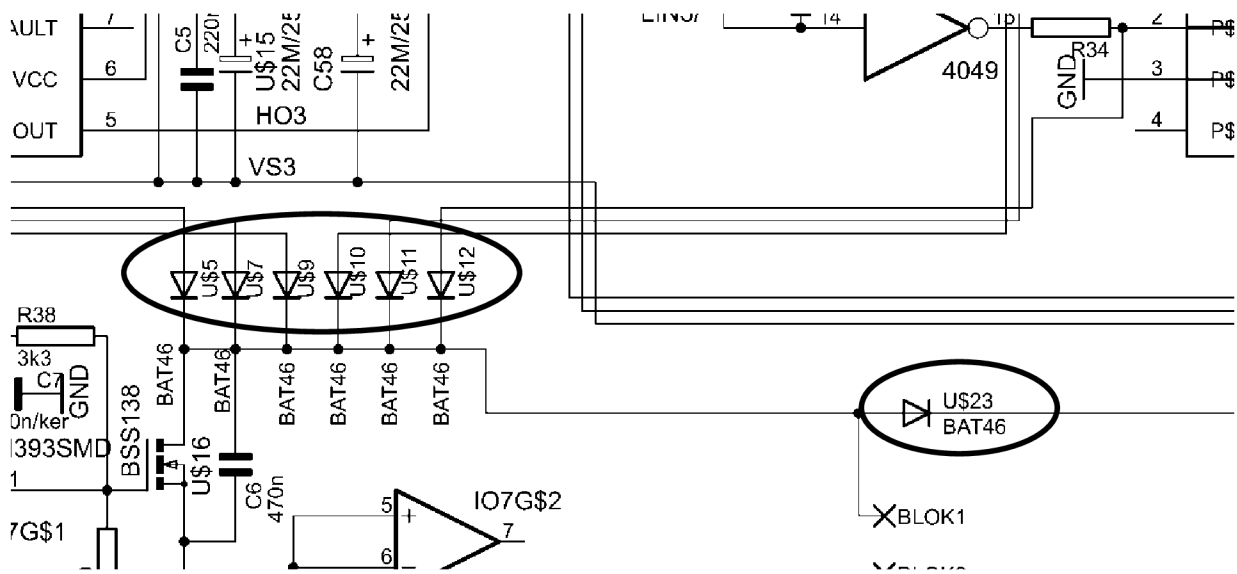 AULT 7
VCC 6
OUT 5
C5
220n
U$15
22M/25
C58
22M/25
+
+
HO3
VS3
14
15
4049
R34
GND
2
3
4
P$
P$
P$
U$5
U$7
U$9
U$10
U$11
U$12
R38
3k3
C7
GND
0n/ker
393SMD
1
7G$1
BSS138
U$16
BAT46
BAT46
BAT46
BAT46
BAT46
BAT46
C6
470n
U$23
BAT46
IO7G$2
5
+
6
7
BLOK1